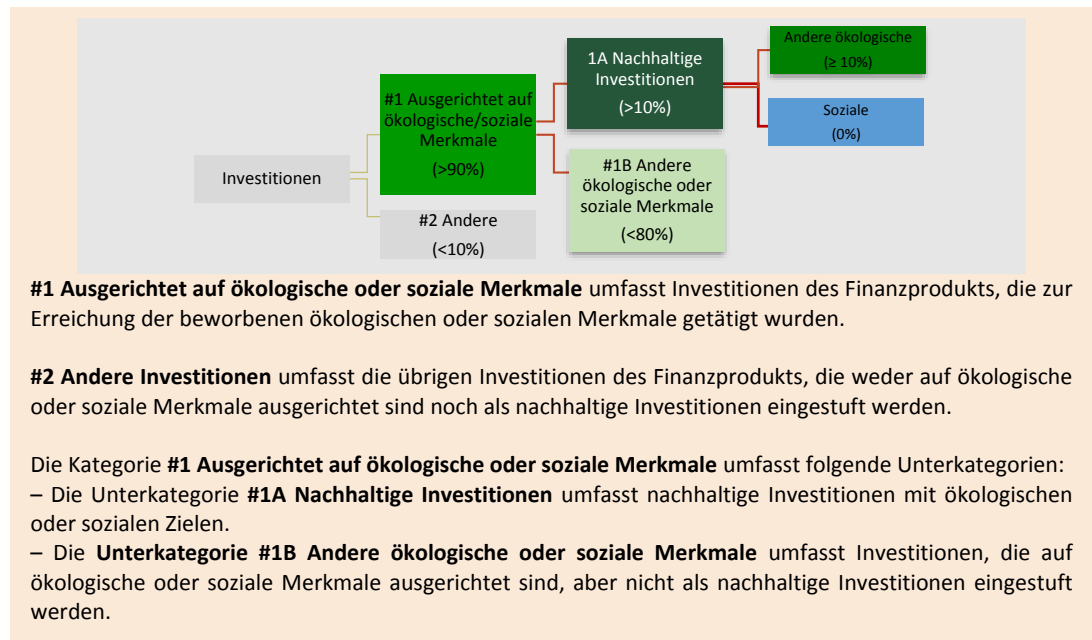 Investitionen
#1 Ausgerichtet auf
ökologische/soziale
Merkmale
(>90%)
#2 Andere
(<10%)
1A Nachhaltige
Investitionen
(>10%)
#1B Andere
ökologische oder
soziale Merkmale
(<80%)
Andere ökologische
(≥ 10%)
Soziale
(0%)
#1 Ausgerichtet auf ökologische oder soziale Merkmale umfasst Investitionen des Finanzprodukts, die zur
Erreichung der beworbenen ökologischen oder sozialen Merkmale getätigt wurden.
#2 Andere Investitionen umfasst die übrigen Investitionen des Finanzprodukts, die weder auf ökologische
oder soziale Merkmale ausgerichtet sind noch als nachhaltige Investitionen eingestuft werden.
Die Kategorie #1 Ausgerichtet auf ökologische oder soziale Merkmale umfasst folgende Unterkategorien:
– Die Unterkategorie #1A Nachhaltige Investitionen umfasst nachhaltige Investitionen mit ökologischen
oder sozialen Zielen.
– Die Unterkategorie #1B Andere ökologische oder soziale Merkmale umfasst Investitionen, die auf
ökologische oder soziale Merkmale ausgerichtet sind, aber nicht als nachhaltige Investitionen eingestuft
werden.